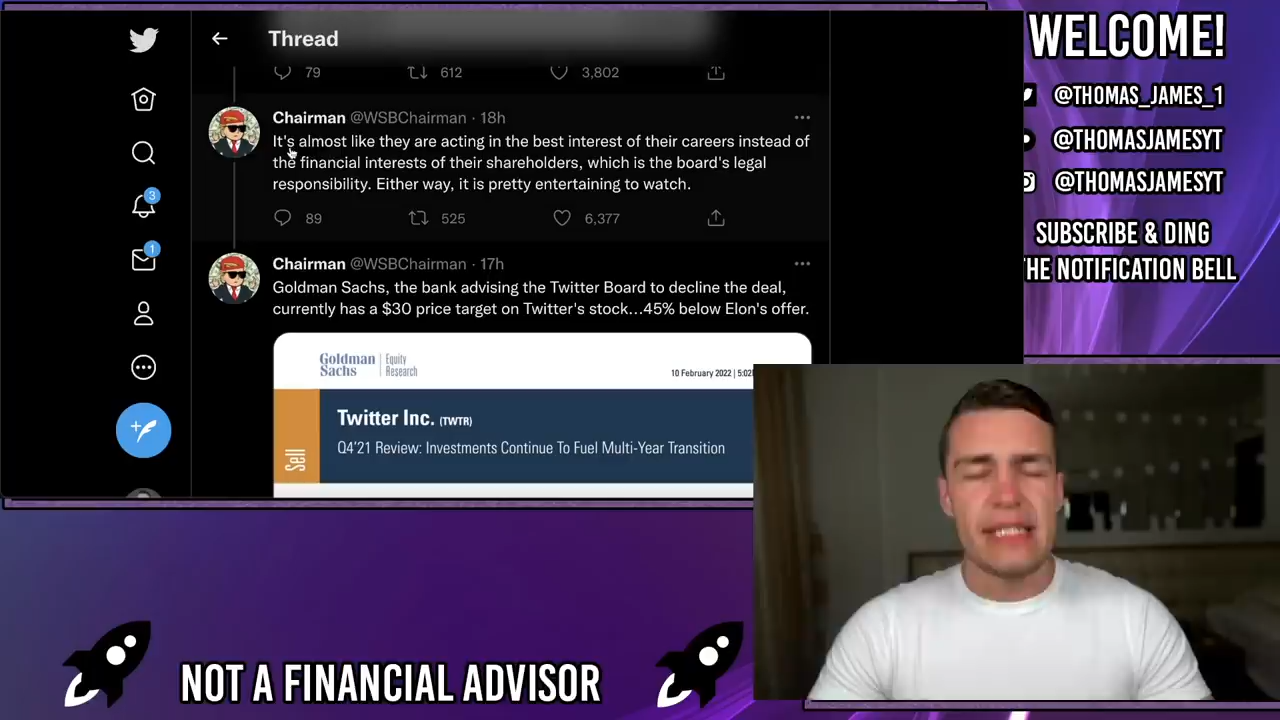 Thread
79 612 3,802
Chairman @WSBChairman · 18h
It's almost like they are acting in the best interest of their careers instead of
the financial interests of their shareholders, which is the board's legal
responsibility. Either way, it is pretty entertaining to watch.
89 525 6,377
Chairman @WSBChairman · 17h
Goldman Sachs, the bank advising the Twitter Board to decline the deal,
currently has a $30 price target on Twitter's stock...45% below Elon's offer.
Goldman
Sachs
Equity
Research
10 February 2022 | 5:02
Sell
Twitter Inc. (TWTR)
Q4'21 Review: Investments Continue To Fuel Multi-Year Transition
3
1
WELCOME!
@THOMAS_JAMES_1
@THOMASJAMESYT
@THOMASJAMESYT
SUBSCRIBE & DING
THE NOTIFICATION BELL
NOT A FINANCIAL ADVISOR